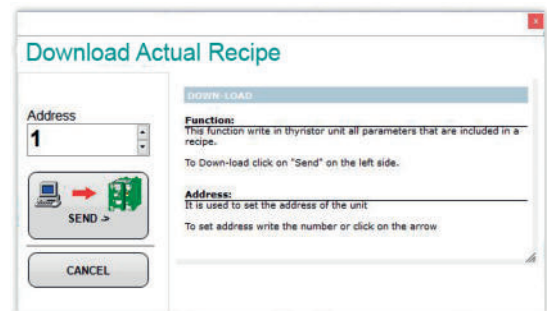 Download Actual Recipe
Address
1
SEND ->
CANCEL
DOWN-LOAD
Function:
This function write in thyristor unit all parameters that are included in a
recipe.
To Down-load click on "Send" on the left side.
Address:
It is used to set the address of the unit
To set address write the number or click on the arrow